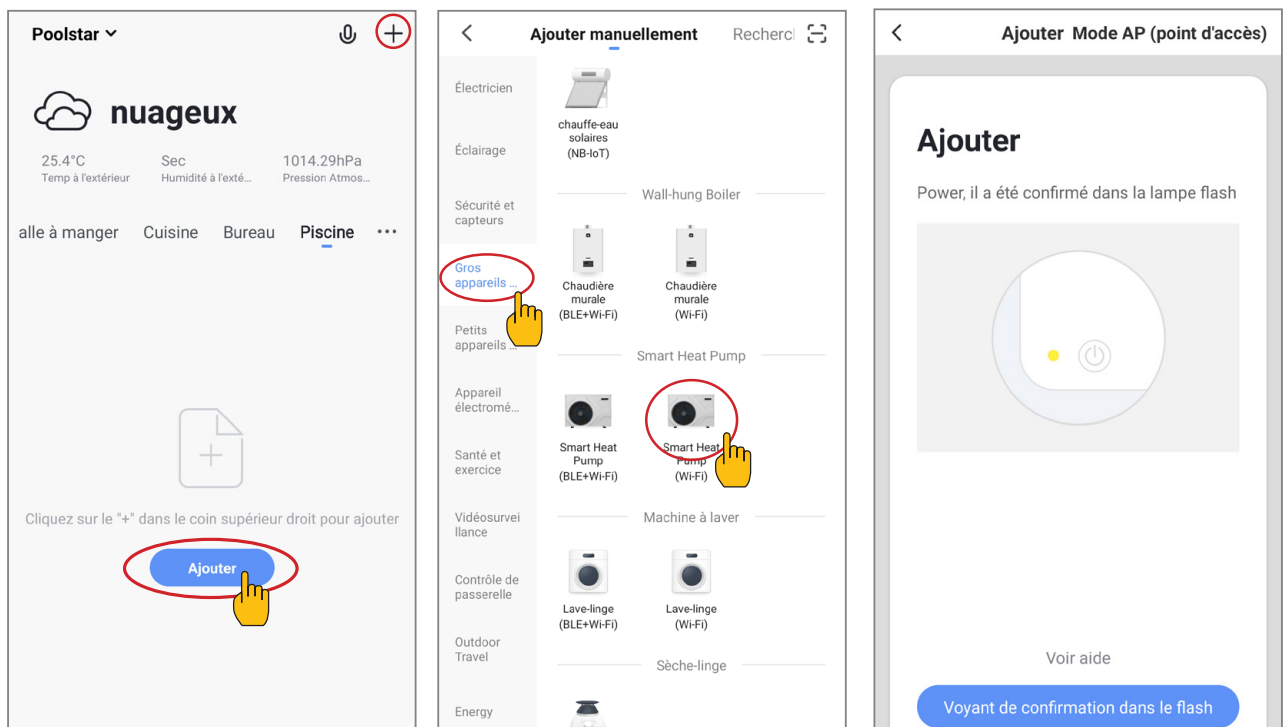 Poolstar
nuageux
25.4°C Sec 1014.29hPa
Temp à l'extérieur Humidité à l'exté... Pression Atmos...
alle à manger Cuisine Bureau Piscine ...
Cliquez sur le "+" dans le coin supérieur droit pour ajouter
Ajouter
Ajouter manuellement Recherc
Électricien
Éclairage
Sécurité et
capteurs
Gros
appareils ...
Petits
appareils ...
Appareil
électromé...
Santé et
exercice
Vidéosurvei
llance
Contrôle de
passerelle
Outdoor
Travel
Energy
chauffe-eau
solaires
(NB-IoT)
Wall-hung Boiler
Chaudière
murale
(BLE+Wi-Fi)
Chaudière
murale
(Wi-Fi)
Smart Heat Pump
Smart Heat
Pump
(BLE+Wi-Fi)
Smart Heat
Pump
(Wi-Fi)
Machine à laver
Lave-linge
(BLE+Wi-Fi)
Lave-linge
(Wi-Fi)
Sèche-linge
Ajouter Mode AP (point d'accès)
Ajouter
Power, il a été confirmé dans la lampe flash
Voir aide
Voyant de confirmation dans le flash